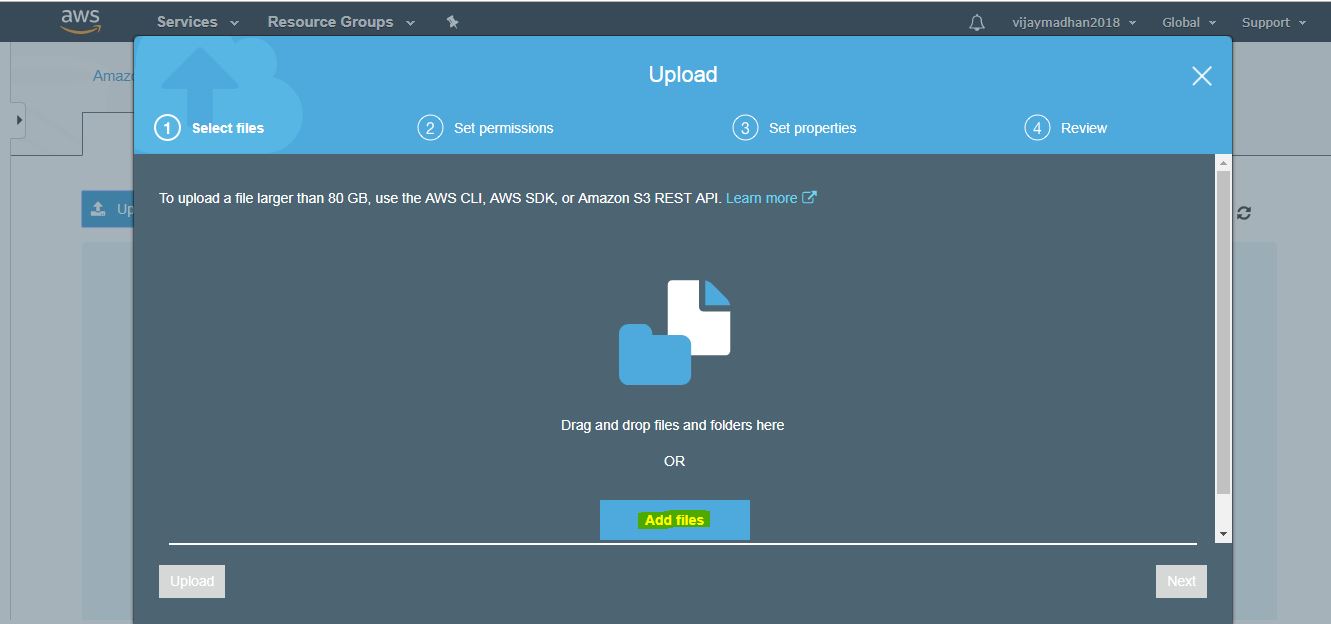 aws Services Resource Groups vijaymadhan2018 Global Support
Amazo
Upload
1 Select files 2 Set permissions 3 Set properties 4 Review
To upload a file larger than 80 GB, use the AWS CLI, AWS SDK, or Amazon S3 REST API. Learn more
Up
Drag and drop files and folders here
OR
Add files
Upload Next